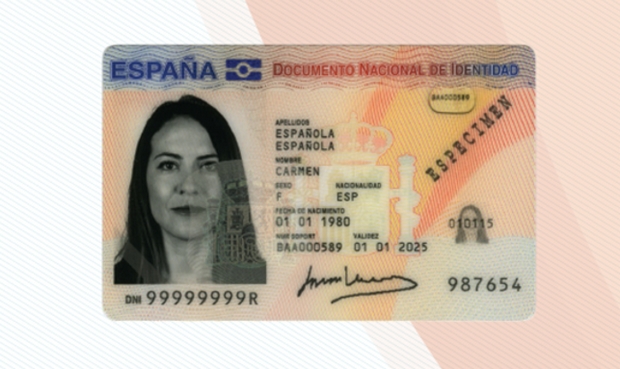 ESPAÑA DOCUMENTO NACIONAL DE IDENTIDAD
BAA000589
ESPECIMEN
APELLIDOS
ESPAÑOLA
ESPAÑOLA
NOMBRE
CARMEN
SEXO NACIONALIDAD
F ESP
FECHA DE NACIMIENTO
01 01 1980
010115
NUM SOPORT VALIDEZ
BAA000589 01 01 2025
987654
DNI 99999999R